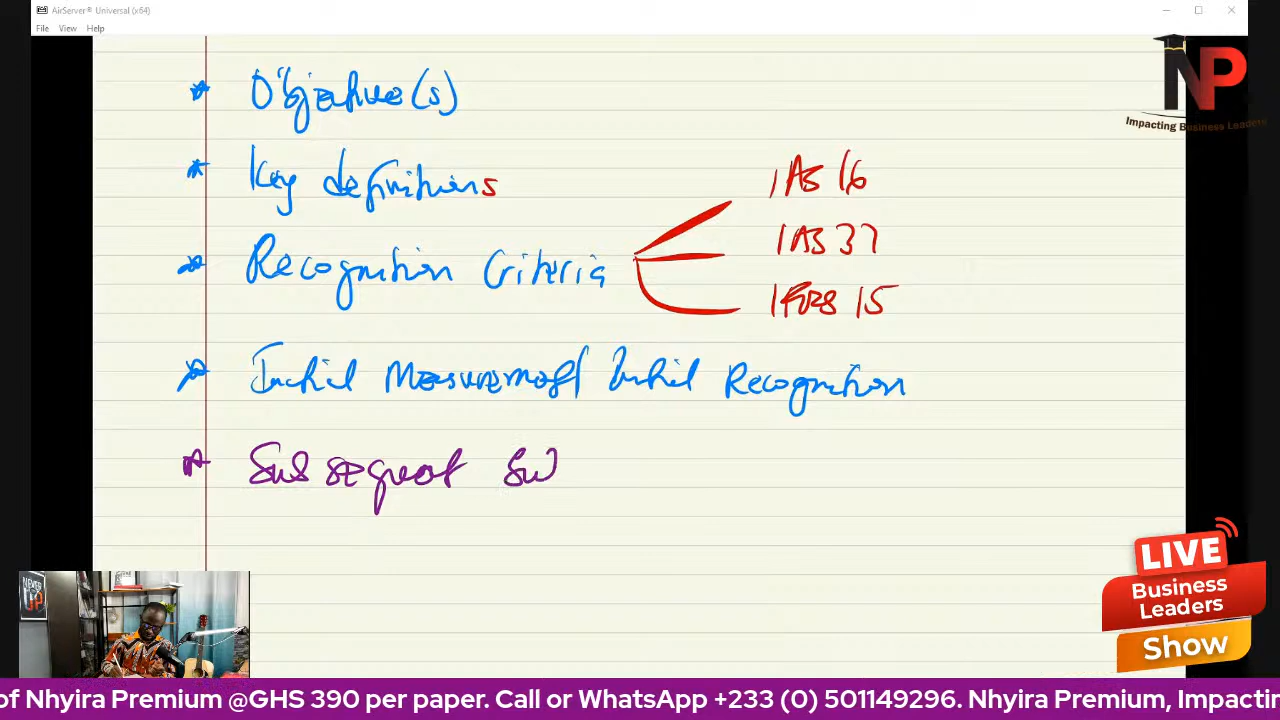 AirServer® Universal (x64)
File View Help
NP
Impacting Business Leaders
* Objective(s)
* Key definitions
* Recognition Criteria
IAS 16
IAS 37
IFRS 15
* Initial Measurement/ Initial Recognition
* Subsequent
NEVER
UP
LIVE
Business
Leaders
Show
of Nhyira Premium @GHS 390 per paper. Call or WhatsApp +233 (0) 501149296. Nhyira Premium, Impactin